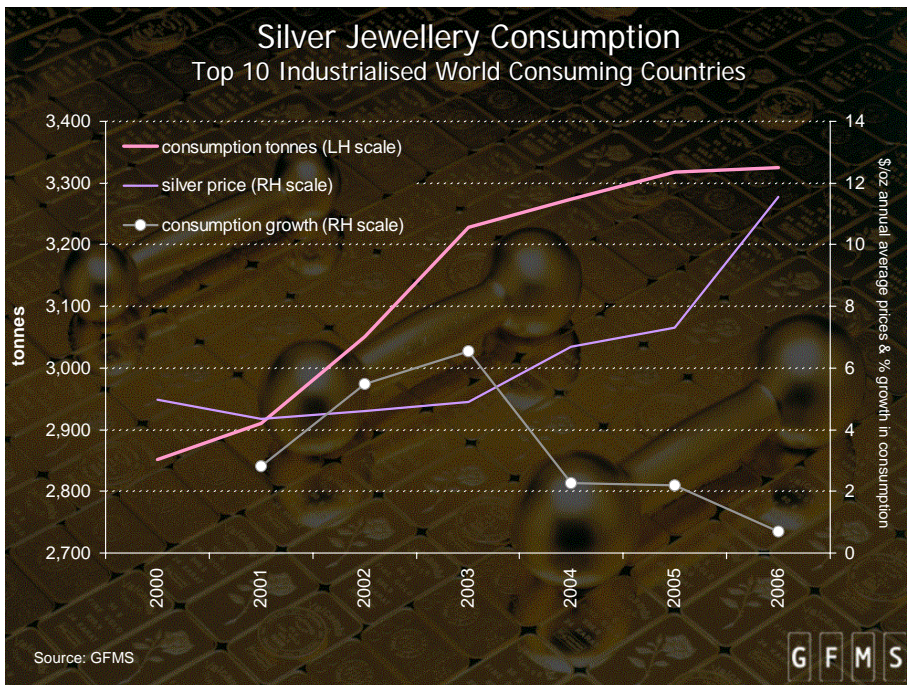 Silver Jewellery Consumption
Top 10 Industrialised World Consuming Countries
3,400
3,300
3,200
3,100
3,000
2,900
2,800
2,700
tonnes
consumption tonnes (LH scale)
silver price (RH scale)
consumption growth (RH scale)
14
12
10
8
6
4
2
0
$/oz annual average prices & % growth in consumption
2000
2001
2002
2003
2004
2005
2006
Source: GFMS
GFMS